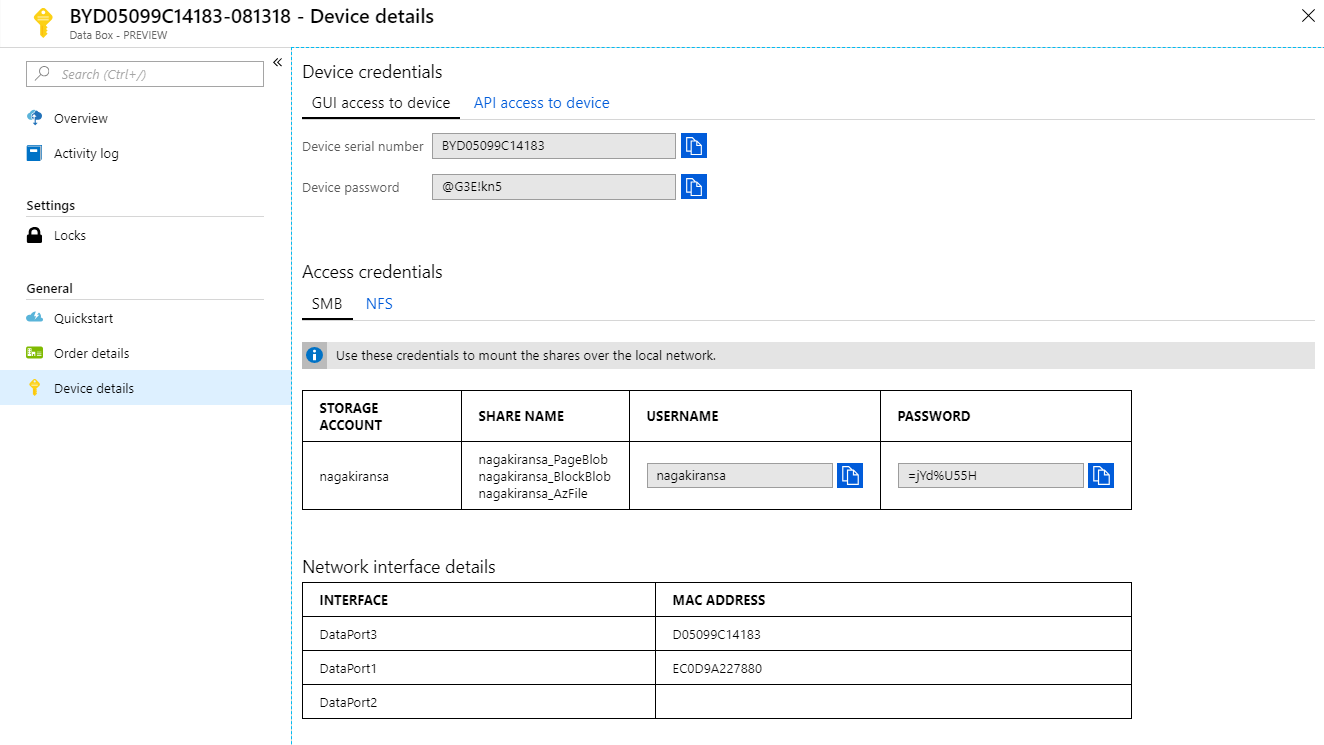 BYD05099C14183-081318 - Device details
Data Box - PREVIEW
Search (Ctrl+/)
Overview
Activity log
Settings
Locks
General
Quickstart
Order details
Device details
Device credentials
GUI access to device API access to device
Device serial number BYD05099C14183
Device password @G3E!kn5
Access credentials
SMB NFS
Use these credentials to mount the shares over the local network.
STORAGE ACCOUNT SHARE NAME USERNAME PASSWORD
nagakiransa nagakiransa_PageBlob nagakiransa =jYd%U55H
nagakiransa_BlockBlob
nagakiransa_AzFile
Network interface details
INTERFACE MAC ADDRESS
DataPort3 D05099C14183
DataPort1 EC0D9A227880
DataPort2